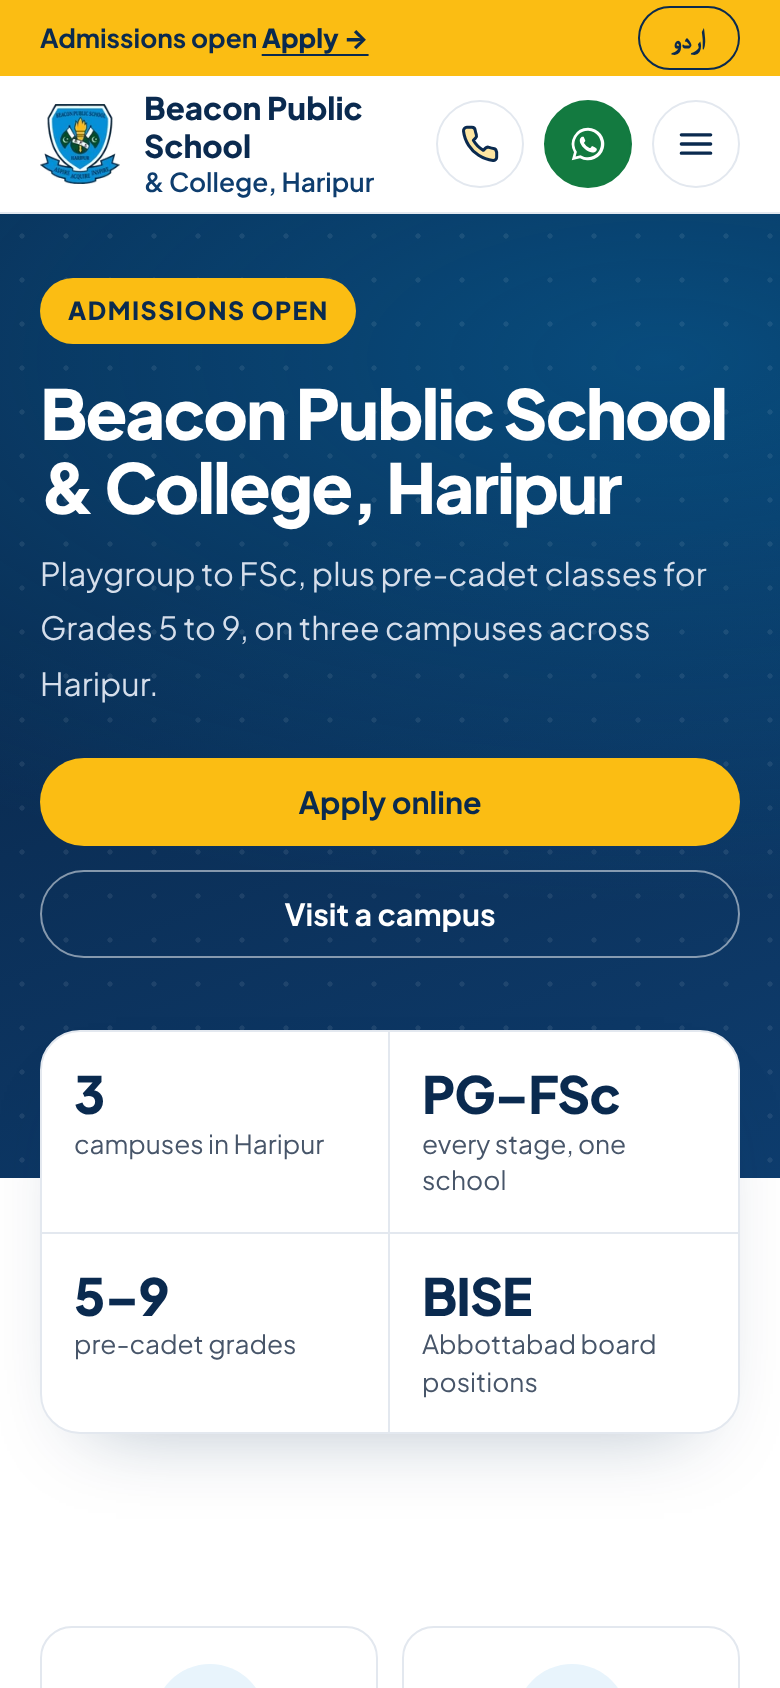 Admissions open Apply →
اردو
Beacon Public
School
& College, Haripur
ADMISSIONS OPEN
Beacon Public School
& College, Haripur
Playgroup to FSc, plus pre-cadet classes for
Grades 5 to 9, on three campuses across
Haripur.
Apply online
Visit a campus
3
campuses in Haripur
PG–FSc
every stage, one
school
5–9
pre-cadet grades
BISE
Abbottabad board
positions